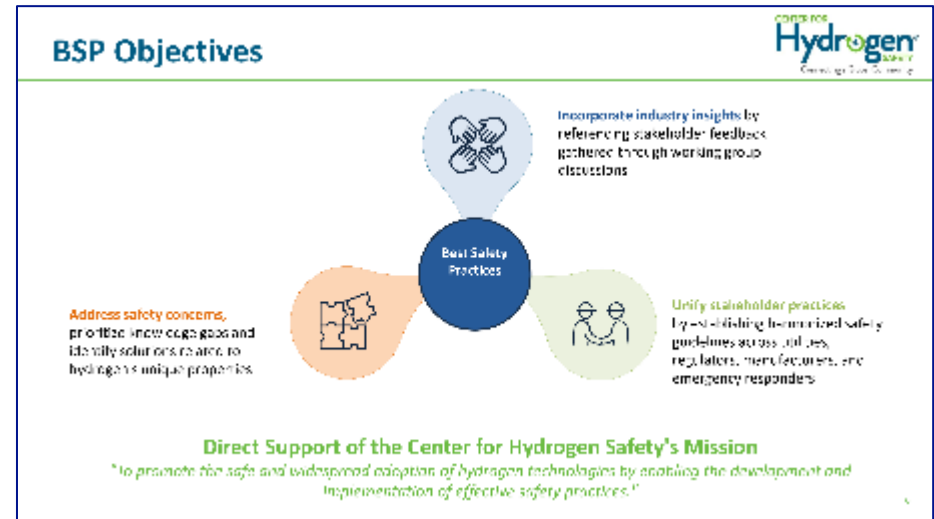 BSP Objectives
CENTER FOR
Hydrogen
SAFETY
Incorporate industry insights by
referencing stakeholder feedback
gathered through working group
discussions
Best Safety
Practices
Address safety concerns,
prioritize knowledge gaps and
identify solutions related to
hydrogen's unique properties
Unify stakeholder practices
by establishing harmonized safety
guidelines across utilities,
regulators, manufacturers, and
emergency responders
Direct Support of the Center for Hydrogen Safety's Mission
"To promote the safe and widespread adoption of hydrogen technologies by enabling the development and
implementation of effective safety practices."